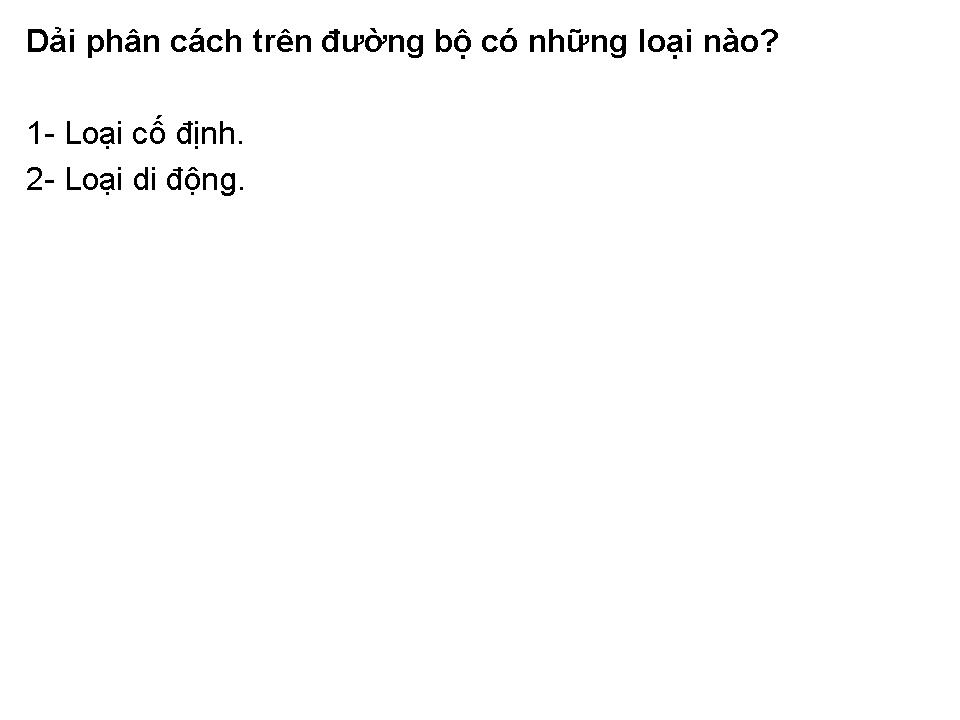 Dải phân cách trên đường bộ có những loại nào?
1- Loại cố định.
2- Loại di động.